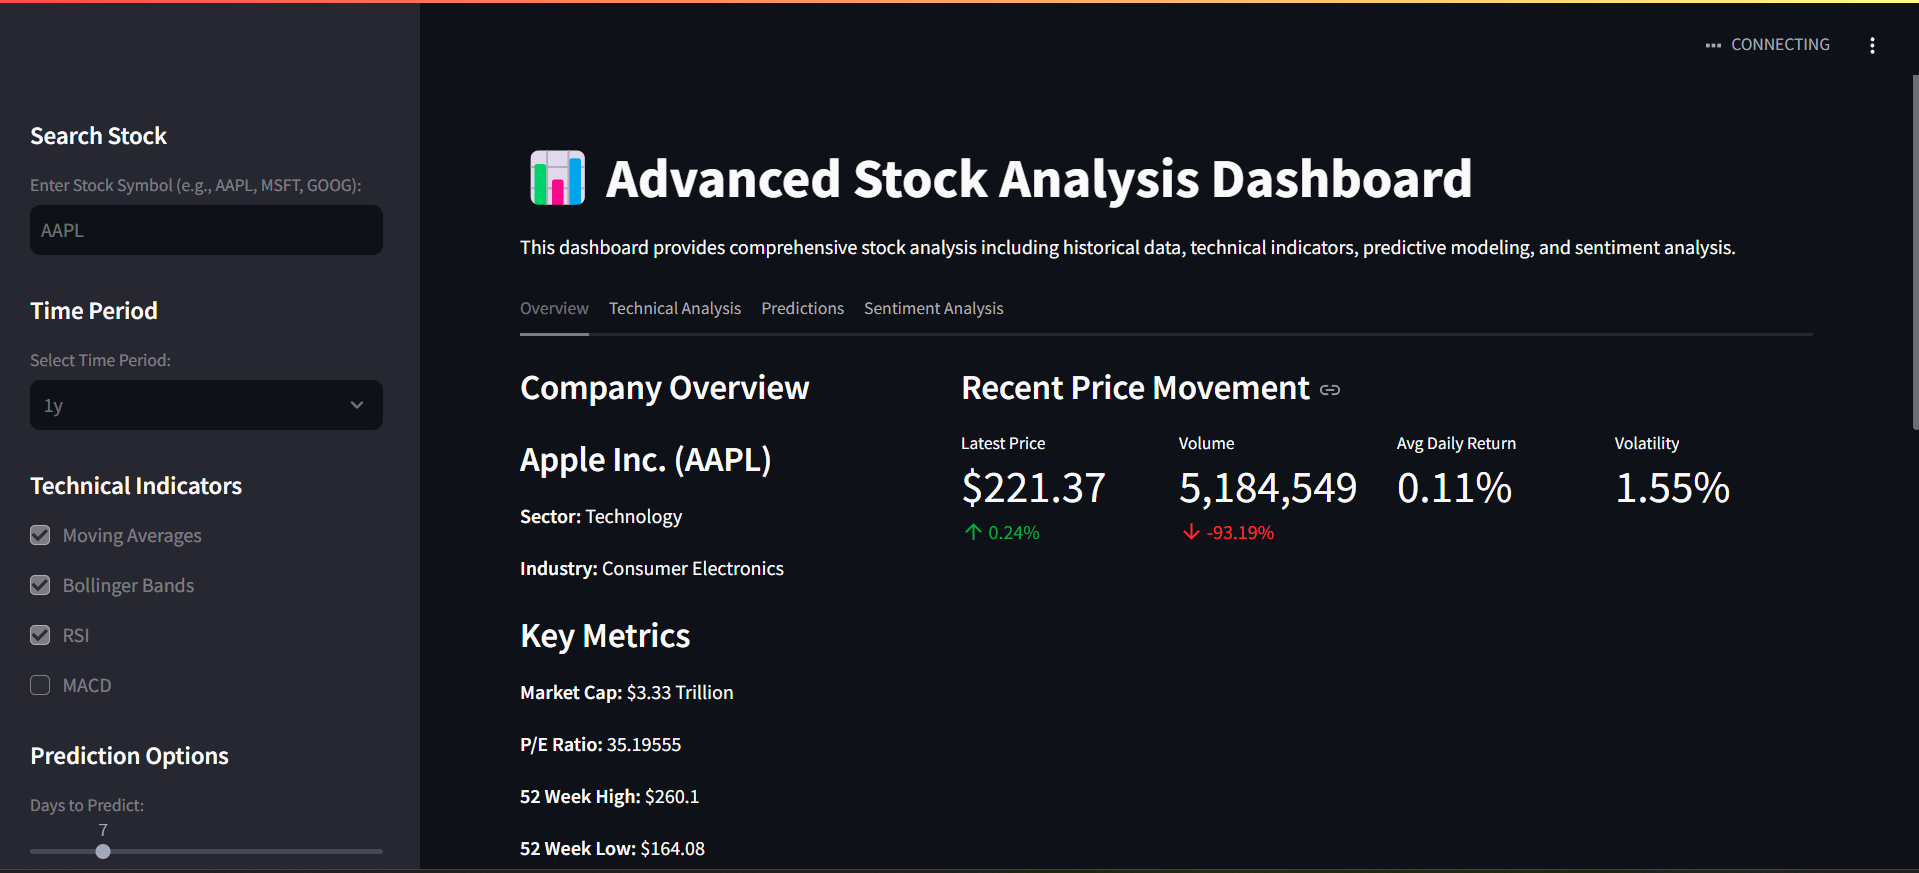 CONNECTING
Search Stock
Enter Stock Symbol (e.g., AAPL, MSFT, GOOG):
AAPL
Time Period
Select Time Period:
1y
Technical Indicators
Moving Averages
Bollinger Bands
RSI
MACD
Prediction Options
Days to Predict:
7
Advanced Stock Analysis Dashboard
This dashboard provides comprehensive stock analysis including historical data, technical indicators, predictive modeling, and sentiment analysis.
Overview Technical Analysis Predictions Sentiment Analysis
Company Overview
Apple Inc. (AAPL)
Sector: Technology
Industry: Consumer Electronics
Key Metrics
Market Cap: $3.33 Trillion
P/E Ratio: 35.19555
52 Week High: $260.1
52 Week Low: $164.08
Recent Price Movement
Latest Price
$221.37
↑ 0.24%
Volume
5,184,549
↓ -93.19%
Avg Daily Return
0.11%
Volatility
1.55%